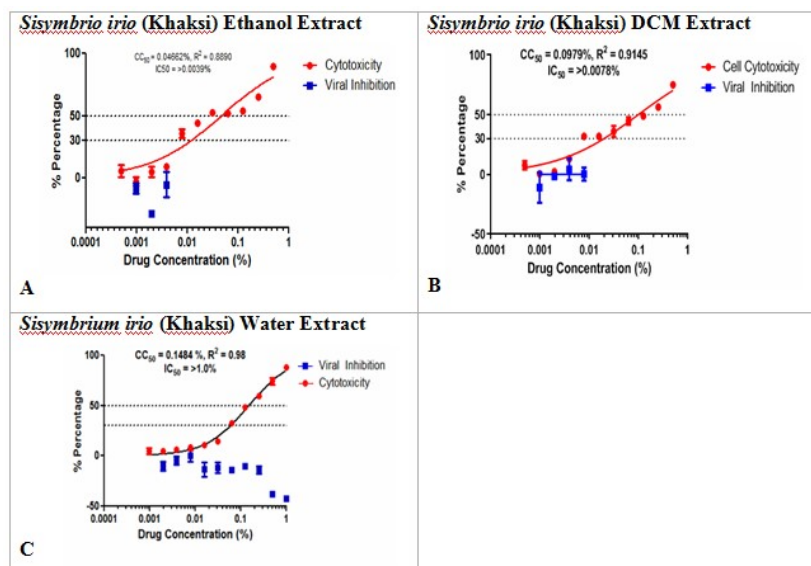 Sisymbrio irio (Khaksi) Ethanol Extract
CC50 = 0.04662%, R2 = 0.8890
IC50 = >0.0039%
Cytotoxicity
Viral Inbition
100
50
30
0
% Percentage
0.0001 0.001 0.01 0.1 1
Drug Concentration (%)
A
Sisymbrio irio (Khaksi) DCM Extract
CC50 = 0.0979%, R2 = 0.9145
IC50 = >0.0078%
Cell Cytotoxicity
Viral Inhibition
100
50
30
0
-50
% Percentage
0.0001 0.001 0.01 0.1 1
Drug Concentration (%)
B
Sisymbrium irio (Khaksi) Water Extract
CC50 = 0.1484 %, R2 = 0.98
IC50 = >1.0%
Viral Inhibition
Cytotoxicity
100
50
0
-50
% Percentage
0.0001 0.001 0.01 0.1 1
Drug Concentration (%)
C